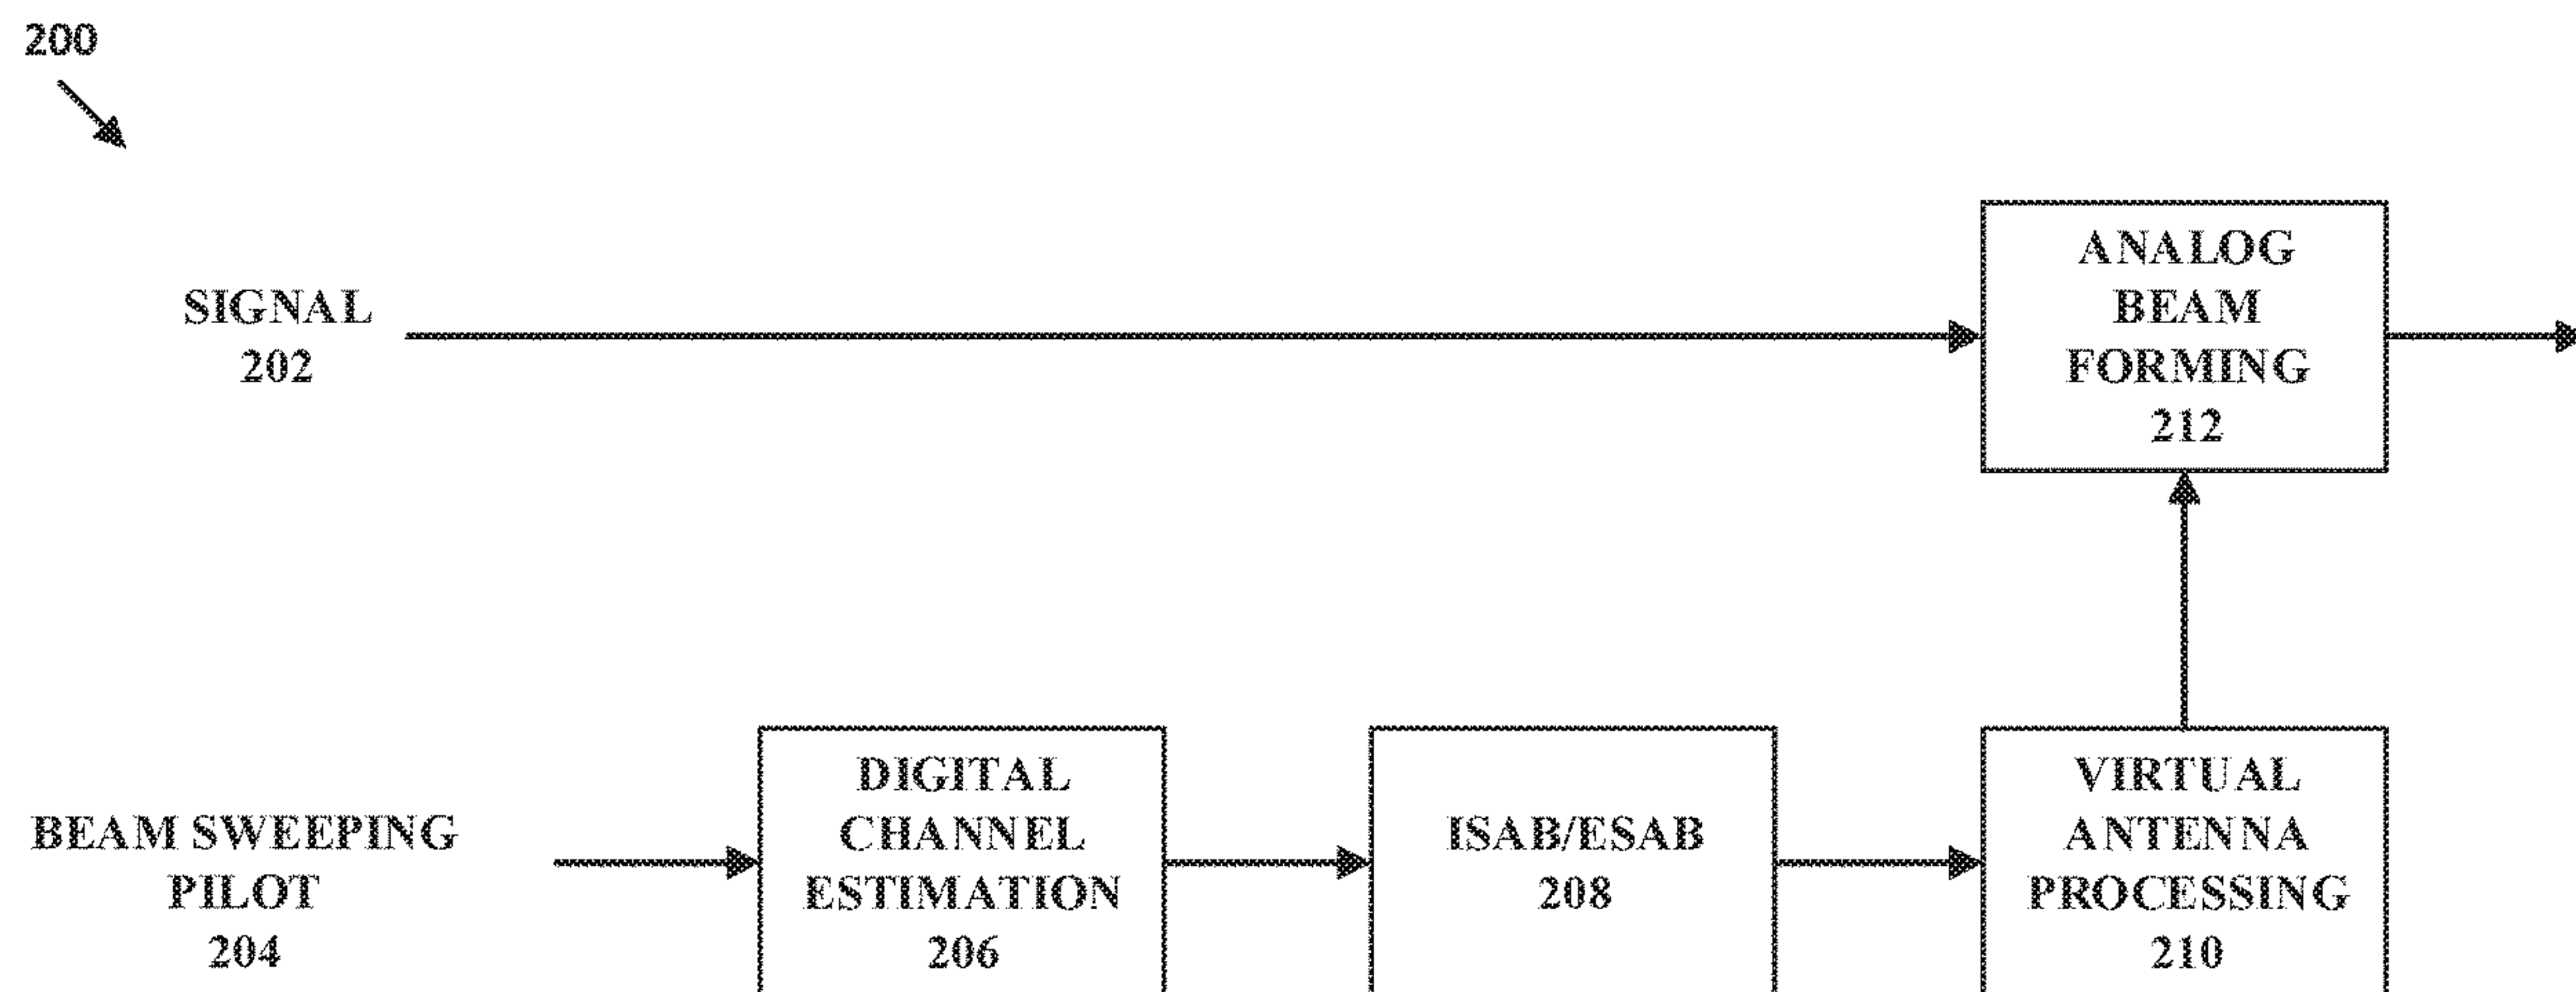 200
SIGNAL
202
ANALOG
BEAM
FORMING
212
BEAM SWEEPING
PILOT
204
DIGITAL
CHANNEL
ESTIMATION
206
ISAB/ESAB
208
VIRTUAL
ANTENNA
PROCESSING
210